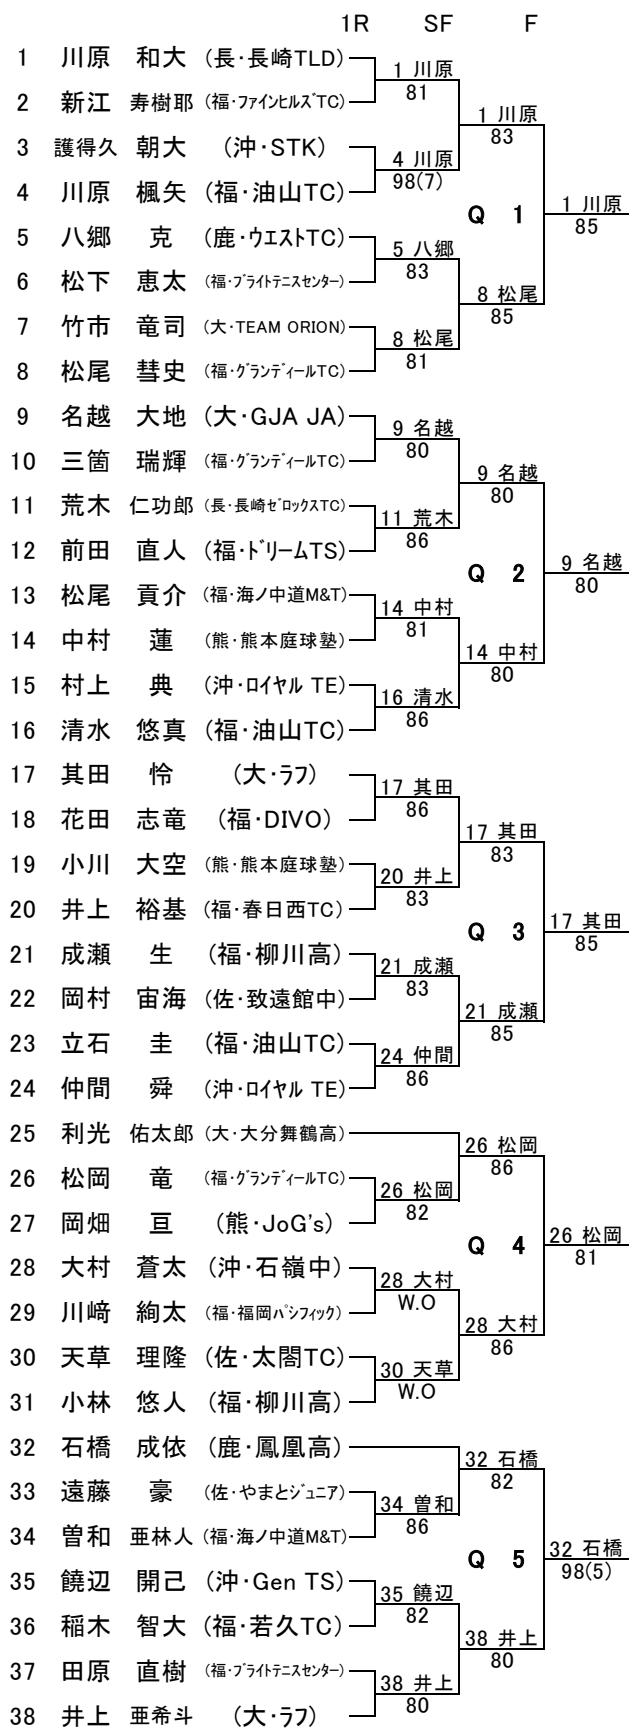 1R SF F
1 川原 和大 (長・長崎TLD)
1 川原
81
2 新江 寿樹耶 (福・ファインヒルズTC)
1 川原
83
3 護得久 朝大 (沖・STK)
4 川原
98(7)
4 川原 楓矢 (福・油山TC)
Q 1
1 川原
85
5 八郷 克 (鹿・ウエストTC)
5 八郷
83
6 松下 恵太 (福・ブライトテニスセンター)
8 松尾
85
7 竹市 竜司 (大・TEAM ORION)
8 松尾
81
8 松尾 彗史 (福・グランディールTC)
9 名越 大地 (大・GJA JA)
9 名越
80
10 三箇 瑞輝 (福・グランディールTC)
9 名越
80
11 荒木 仁功郎 (長・長崎ゼロックスTC)
11 荒木
86
12 前田 直人 (福・ドリームTS)
Q 2
9 名越
80
13 松尾 貢介 (福・海ノ中道M&T)
14 中村
81
14 中村 蓮 (熊・熊本庭球塾)
14 中村
80
15 村上 典 (沖・ロイヤル TE)
16 清水
86
16 清水 悠真 (福・油山TC)
17 其田 怜 (大・ラフ)
17 其田
86
18 花田 志竜 (福・DIVO)
17 其田
83
19 小川 大空 (熊・熊本庭球塾)
20 井上
83
20 井上 裕基 (福・春日西TC)
Q 3
17 其田
85
21 成瀬 生 (福・柳川高)
21 成瀬
83
22 岡村 宙海 (佐・致遠館中)
21 成瀬
85
23 立石 圭 (福・油山TC)
24 仲間
86
24 仲間 舜 (沖・ロイヤル TE)
25 利光 佑太郎 (大・大分舞鶴高)
26 松岡
86
26 松岡 竜 (福・グランディールTC)
26 松岡
82
27 岡畑 亘 (熊・JoG's)
Q 4
26 松岡
81
28 大村 蒼太 (沖・石嶺中)
28 大村
W.O
29 川﨑 絢太 (福・福岡パシフィック)
28 大村
86
30 天草 理隆 (佐・太閤TC)
30 天草
W.O
31 小林 悠人 (福・柳川高)
32 石橋 成依 (鹿・鳳凰高)
32 石橋
82
33 遠藤 豪 (佐・やまとジュニア)
34 曽和
86
34 曽和 亜林人 (福・海ノ中道M&T)
Q 5
32 石橋
98(5)
35 饒辺 開己 (沖・Gen TS)
35 饒辺
82
36 稲木 智大 (福・若久TC)
38 井上
80
37 田原 直樹 (福・ブライトテニスセンター)
38 井上
80
38 井上 亜希斗 (大・ラフ)